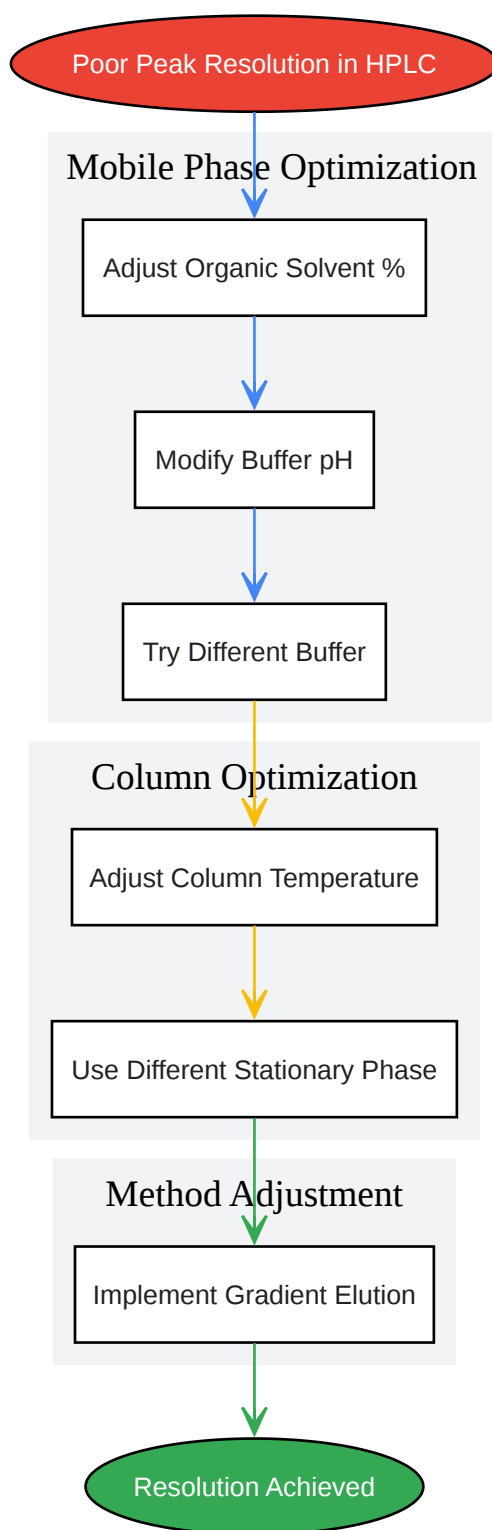 Poor Peak Resolution in HPLC
Mobile Phase Optimization
Adjust Organic Solvent %
Modify Buffer pH
Try Different Buffer
Column Optimization
Adjust Column Temperature
Use Different Stationary Phase
Method Adjustment
Implement Gradient Elution
Resolution Achieved